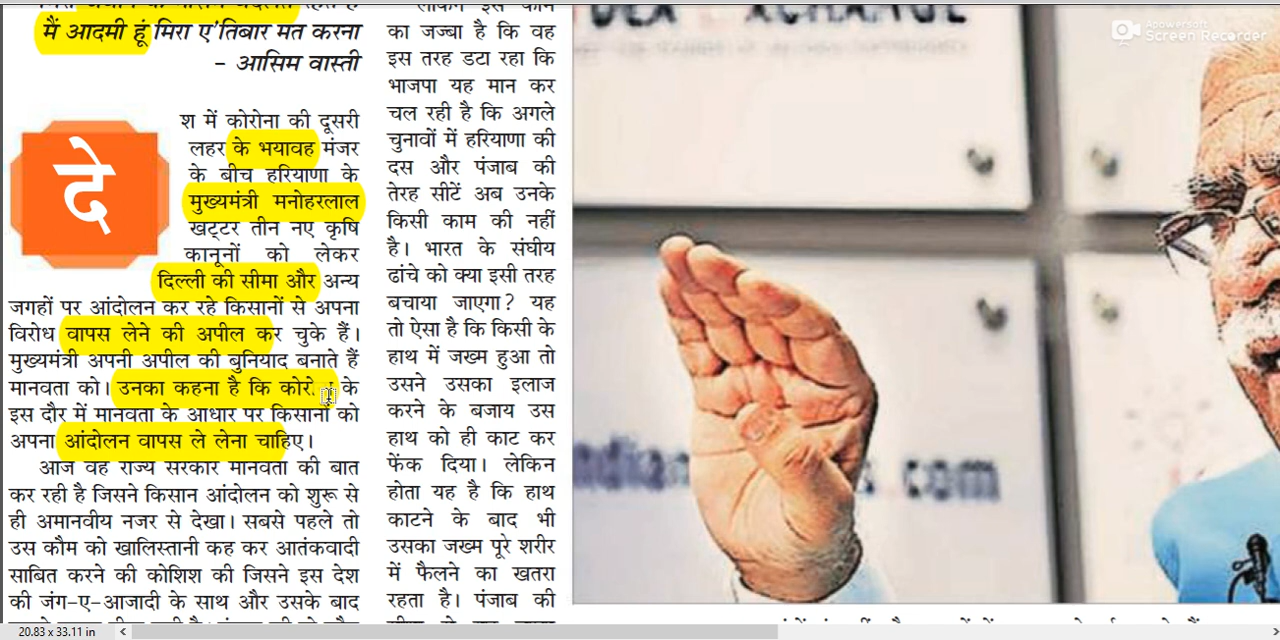 मैं आदमी हूं मिरा ए'तिबार मत करना
- आसिम वास्ती
दे
श में कोरोना की दूसरी
लहर के भयावह मंजर
के बीच हरियाणा के
मुख्यमंत्री मनोहरलाल
खट्टर तीन नए कृषि
कानूनों को लेकर
दिल्ली की सीमा और अन्य
जगहों पर आंदोलन कर रहे किसानों से अपना
विरोध वापस लेने की अपील कर चुके हैं।
मुख्यमंत्री अपनी अपील की बुनियाद बनाते हैं
मानवता को। उनका कहना है कि के
इस दौर में मानवता के आधार पर किसानों को
अपना आंदोलन वापस ले लेना चाहिए।
आज वह राज्य सरकार मानवता की बात
कर रही है जिसने किसान आंदोलन को शुरू से
ही अमानवीय नजर से देखा। सबसे पहले तो
उस कौम को खालिस्तानी कह कर आतंकवादी
साबित करने की कोशिश की जिसने इस देश
की जंग-ए-आजादी के साथ और उसके बाद
लेकिन इस काम
का जज्बा है कि वह
इस तरह डटा रहा कि
भाजपा यह मान कर
चल रही है कि अगले
चुनावों में हरियाणा की
दस और पंजाब की
तेरह सीटें अब उनके
किसी काम की नहीं
है। भारत के संघीय
ढांचे को क्या इसी तरह
बचाया जाएगा? यह
तो ऐसा है कि किसी के
हाथ में जख्म हुआ तो
उसने उसका इलाज
करने के बजाय उस
हाथ को ही काट कर
फेंक दिया। लेकिन
होता यह है कि हाथ
काटने के बाद भी
उसका जख्म पूरे शरीर
में फैलने का खतरा
रहता है। पंजाब की
Apowersoft
Screen Recorder
com
20.83 x 33.11 in